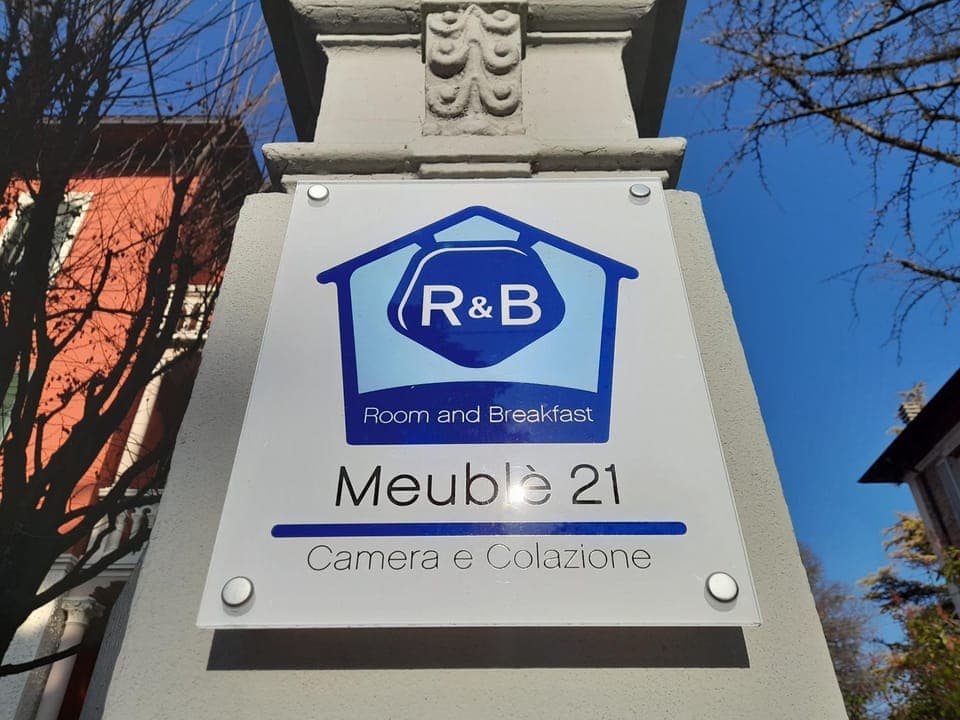 R&B
Room and Breakfast
Meublè 21
Camera e Colazione